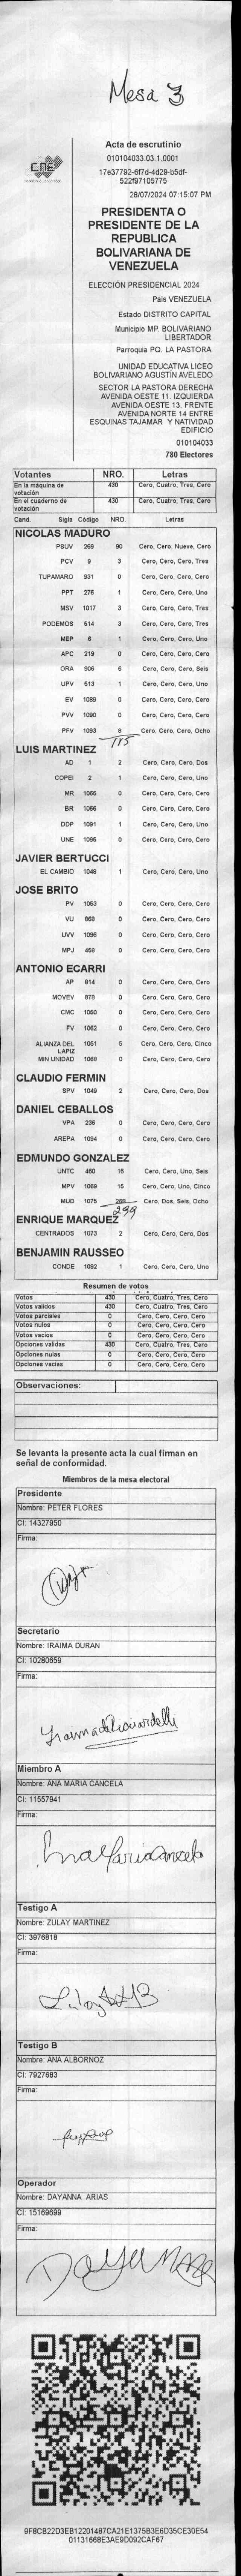 Mesa 3
CNE
Acta de escrutinio
010104033.03.1.0001
17e37792-6f7d-4d29-b5df-
522f97105775
28/07/2024 07:15:07 PM
PRESIDENTA O
PRESIDENTE DE LA
REPUBLICA
BOLIVARIANA DE
VENEZUELA
ELECCIÓN PRESIDENCIAL 2024
Pais VENEZUELA
Estado DISTRITO CAPITAL
Municipio MP. BOLIVARIANO
LIBERTADOR
Parroquia PQ. LA PASTORA
UNIDAD EDUCATIVA LICEO
BOLIVARIANO AGUSTÍN AVELEDO
SECTOR LA PASTORA DERECHA
AVENIDA OESTE 11. IZQUIERDA
AVENIDA OESTE 13. FRENTE
AVENIDA NORTE 14 ENTRE
ESQUINAS TAJAMAR Y NATIVIDAD
EDIFICIO
010104033
780 Electores
Votantes NRO. Letras
En la máquina de votación 430 Cero, Cuatro, Tres, Cero
En el cuaderno de votación 430 Cero, Cuatro, Tres, Cero
Cand. Sigla Código NRO. Letras
NICOLAS MADURO
PSUV 269 90 Cero, Cero, Nueve, Cero
PCV 9 3 Cero, Cero, Cero, Tres
TUPAMARO 931 0 Cero, Cero, Cero, Cero
PPT 276 1 Cero, Cero, Cero, Uno
MSV 1017 3 Cero, Cero, Cero, Tres
PODEMOS 514 3 Cero, Cero, Cero, Tres
MEP 6 1 Cero, Cero, Cero, Uno
APC 219 0 Cero, Cero, Cero, Cero
ORA 906 6 Cero, Cero, Cero, Seis
UPV 513 1 Cero, Cero, Cero, Uno
EV 1089 0 Cero, Cero, Cero, Cero
PVV 1090 0 Cero, Cero, Cero, Cero
PFV 1093 8 Cero, Cero, Cero, Ocho
115
LUIS MARTINEZ
AD 1 2 Cero, Cero, Cero, Dos
COPEI 2 1 Cero, Cero, Cero, Uno
MR 1065 0 Cero, Cero, Cero, Cero
BR 1066 0 Cero, Cero, Cero, Cero
DDP 1091 1 Cero, Cero, Cero, Uno
UNE 1095 0 Cero, Cero, Cero, Cero
JAVIER BERTUCCI
EL CAMBIO 1048 1 Cero, Cero, Cero, Uno
JOSE BRITO
PV 1053 0 Cero, Cero, Cero, Cero
VU 868 0 Cero, Cero, Cero, Cero
UVV 1096 0 Cero, Cero, Cero, Cero
MPJ 450 0 Cero, Cero, Cero, Cero
ANTONIO ECARRI
AP 814 0 Cero, Cero, Cero, Cero
MOVEV 878 0 Cero, Cero, Cero, Cero
CMC 1050 0 Cero, Cero, Cero, Cero
FV 1062 0 Cero, Cero, Cero, Cero
ALIANZA DEL LAPIZ 1051 5 Cero, Cero, Cero, Cinco
MIN UNIDAD 1088 0 Cero, Cero, Cero, Cero
CLAUDIO FERMIN
SPV 1049 2 Cero, Cero, Cero, Dos
DANIEL CEBALLOS
VPA 236 0 Cero, Cero, Cero, Cero
AREPA 1094 0 Cero, Cero, Cero, Cero
EDMUNDO GONZALEZ
UNTC 460 16 Cero, Cero, Uno, Seis
MPV 1069 15 Cero, Cero, Uno, Cinco
MUD 1075 268 Cero, Dos, Seis, Ocho
299
ENRIQUE MARQUEZ
CENTRADOS 1073 2 Cero, Cero, Cero, Dos
BENJAMIN RAUSSEO
CONDE 1092 1 Cero, Cero, Cero, Uno
Resumen de votos
Votos 430 Cero, Cuatro, Tres, Cero
Votos validos 430 Cero, Cuatro, Tres, Cero
Votos parciales 0 Cero, Cero, Cero, Cero
Votos nulos 0 Cero, Cero, Cero, Cero
Votos vacios 0 Cero, Cero, Cero, Cero
Opciones validas 430 Cero, Cuatro, Tres, Cero
Opciones nulas 0 Cero, Cero, Cero, Cero
Opciones vacias 0 Cero, Cero, Cero, Cero
Observaciones:
Se levanta la presente acta la cual firman en
señal de conformidad.
Miembros de la mesa electoral
Presidente
Nombre: PETER FLORES
CI: 14327950
Firma:
Secretario
Nombre: IRAIMA DURAN
CI: 10280659
Firma:
Miembro A
Nombre: ANA MARIA CANCELA
CI: 11557941
Firma:
Ana Maria Cancela
Testigo A
Nombre: ZULAY MARTINEZ
CI: 3976818
Firma:
Testigo B
Nombre: ANA ALBORNOZ
CI: 7927683
Firma:
Operador
Nombre: DAYANNA ARIAS
CI: 15169699
Firma:
9F8CB22D3EB12201487CA21E1375B3E6D35CE30E54
01131668E3AE9D092CAF67